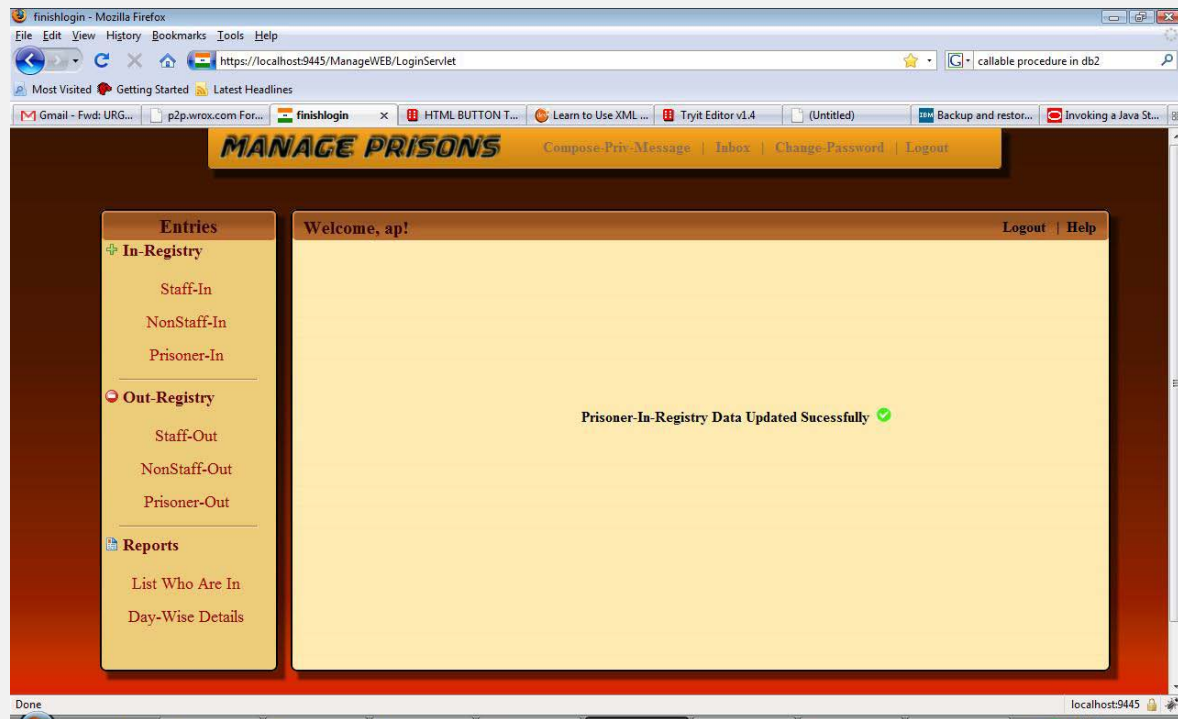 finishlogin - Mozilla Firefox
File Edit View History Bookmarks Tools Help
https://localhost:9445/ManageWEB/LoginServlet
callable procedure in db2
Most Visited Getting Started Latest Headlines
Gmail - Fwd: URG... p2p.wrox.com For... finishlogin HTML BUTTON T... Learn to Use XML ... Tryit Editor v1.4 (Untitled) Backup and restor... Invoking a Java St...
MANAGE PRISONS
Compose-Priv-Message | Inbox | Change-Password | Logout
Entries
In-Registry
Staff-In
NonStaff-In
Prisoner-In
Out-Registry
Staff-Out
NonStaff-Out
Prisoner-Out
Reports
List Who Are In
Day-Wise Details
Welcome, ap!
Logout | Help
Prisoner-In-Registry Data Updated Sucessfully
Done
localhost:9445